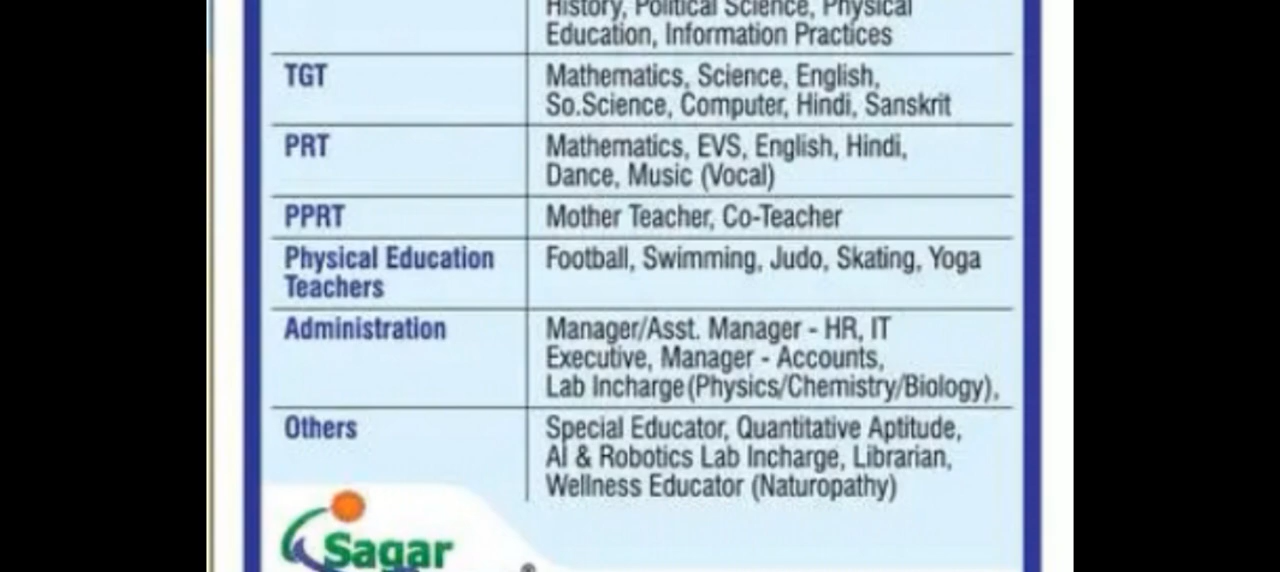 History, Political Science, Physical
Education, Information Practices
TGT
Mathematics, Science, English,
So.Science, Computer, Hindi, Sanskrit
PRT
Mathematics, EVS, English, Hindi,
Dance, Music (Vocal)
PPRT
Mother Teacher, Co-Teacher
Physical Education
Teachers
Football, Swimming, Judo, Skating, Yoga
Administration
Manager/Asst. Manager - HR, IT
Executive, Manager - Accounts,
Lab Incharge(Physics/Chemistry/Biology),
Others
Special Educator, Quantitative Aptitude,
AI & Robotics Lab Incharge, Librarian,
Wellness Educator (Naturopathy)
Sagar
®